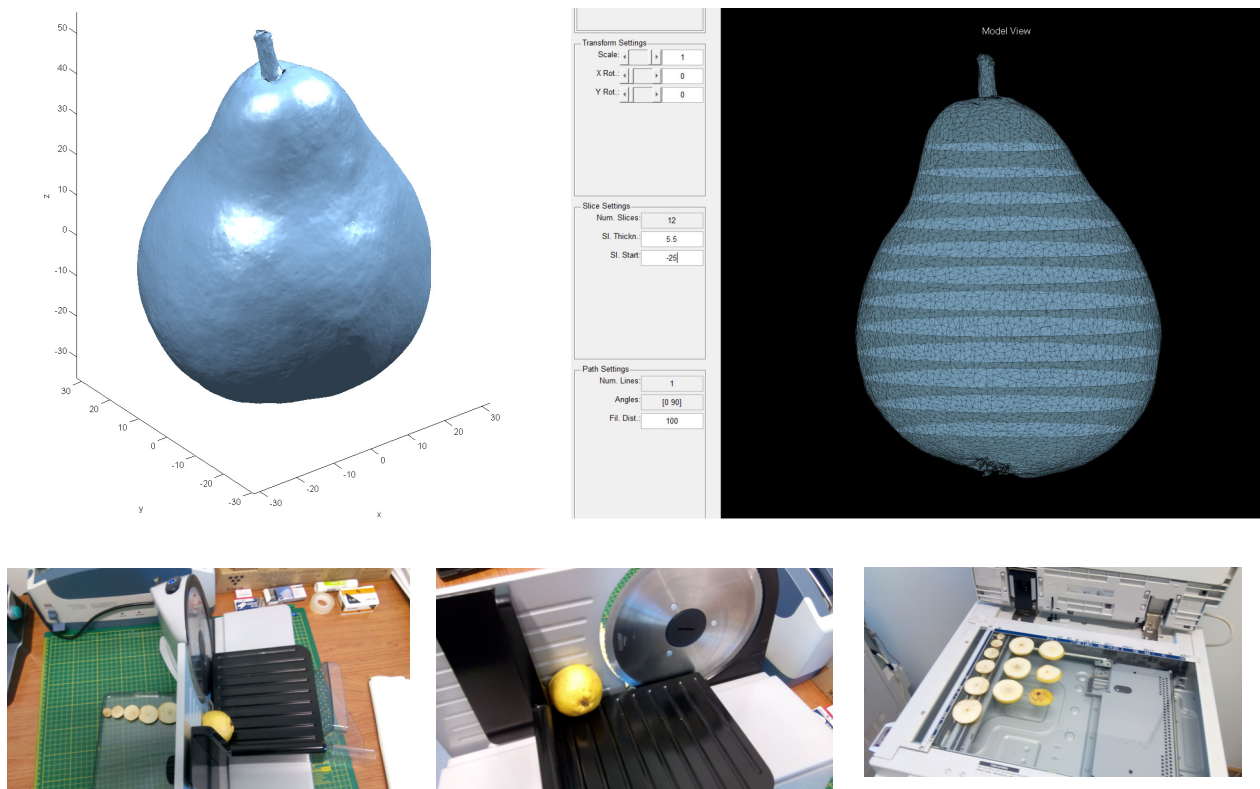 50
40
30
20
10
0
-10
-20
-30
z
30
20
10
0
-10
-20
-30
y
-30
-20
-10
0
10
20
30
x
Transform Settings
Scale: 1
X Rot.: 0
Y Rot.: 0
Slice Settings
Num. Slices: 12
Sl. Thickn.: 5.5
Sl. Start: -25
Path Settings
Num. Lines: 1
Angles: [0 90]
Fil. Dist.: 100
Model View